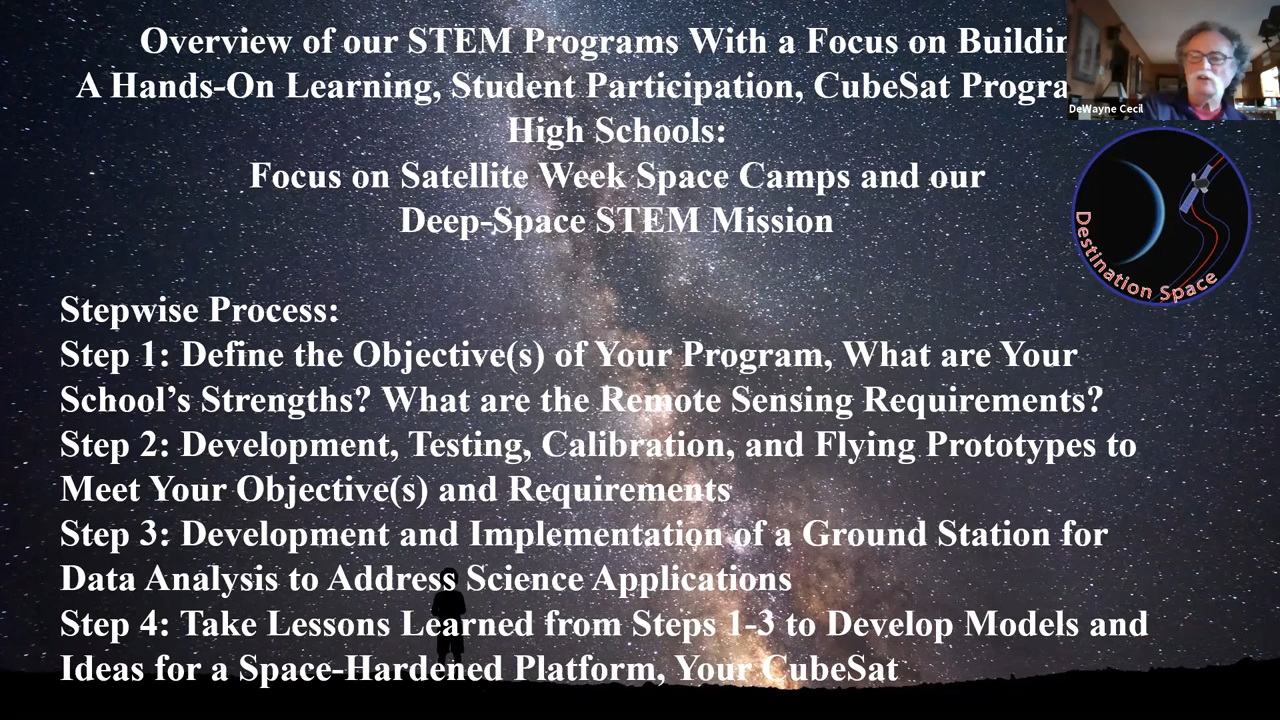 Overview of our STEM Programs With a Focus on Buildin
A Hands-On Learning, Student Participation, CubeSat Progra
High Schools:
Focus on Satellite Week Space Camps and our
Deep-Space STEM Mission
DeWayne Cecil
Destination Space
Stepwise Process:
Step 1: Define the Objective(s) of Your Program, What are Your
School’s Strengths? What are the Remote Sensing Requirements?
Step 2: Development, Testing, Calibration, and Flying Prototypes to
Meet Your Objective(s) and Requirements
Step 3: Development and Implementation of a Ground Station for
Data Analysis to Address Science Applications
Step 4: Take Lessons Learned from Steps 1-3 to Develop Models and
Ideas for a Space-Hardened Platform, Your CubeSat